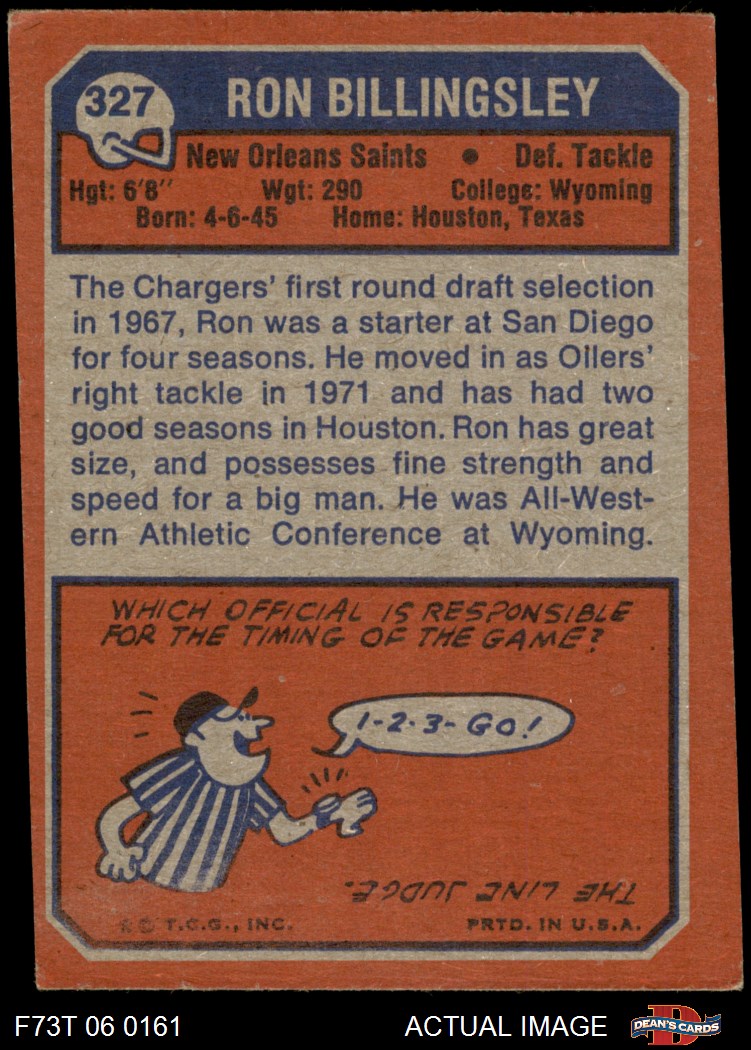 327
RON BILLINGSLEY
New Orleans Saints • Def. Tackle
Hgt: 6'8" Wgt: 290 College: Wyoming
Born: 4-6-45 Home: Houston, Texas
The Chargers' first round draft selection
in 1967, Ron was a starter at San Diego
for four seasons. He moved in as Oilers'
right tackle in 1971 and has had two
good seasons in Houston. Ron has great
size, and possesses fine strength and
speed for a big man. He was All-West-
ern Athletic Conference at Wyoming.
WHICH OFFICIAL IS RESPONSIBLE
FOR THE TIMING OF THE GAME?
1-2-3-GO!
THE LINE JUDGE.
© T.C.G., INC. PRTD. IN U.S.A.
F73T 06 0161 ACTUAL IMAGE D DEAN'S CARDS